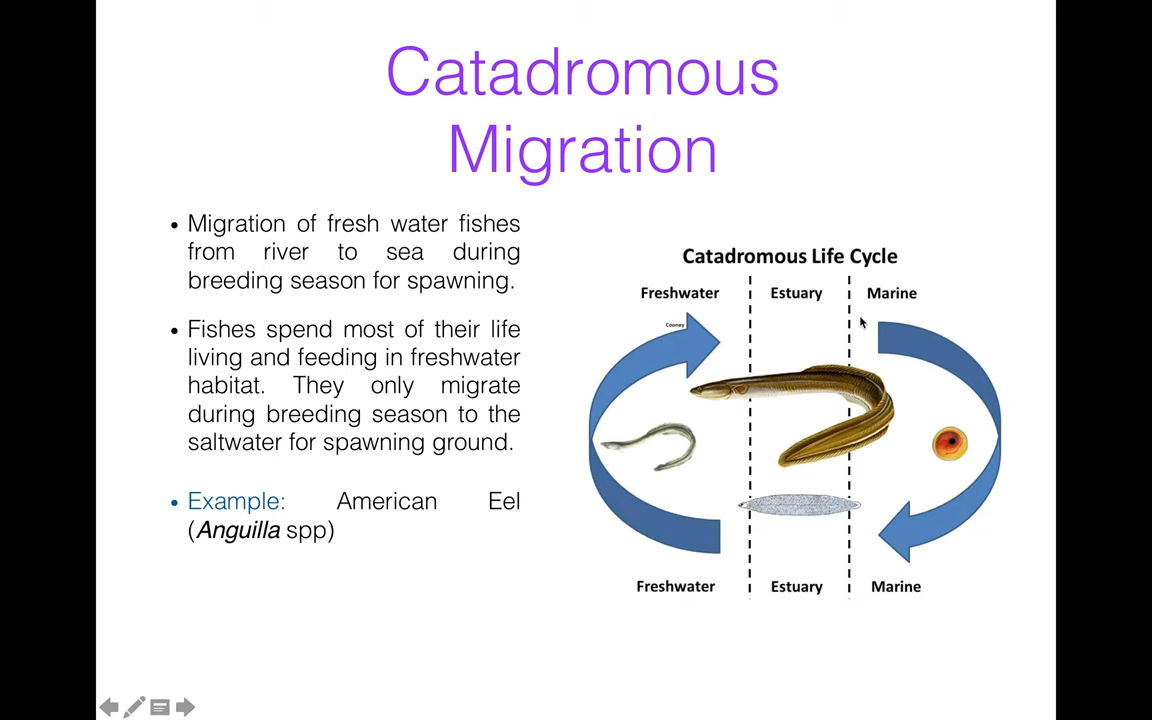 Catadromous
Migration
• Migration of fresh water fishes
from river to sea during
breeding season for spawning.
• Fishes spend most of their life
living and feeding in freshwater
habitat. They only migrate
during breeding season to the
saltwater for spawning ground.
• Example: American Eel
(Anguilla spp)
Catadromous Life Cycle
Freshwater Estuary Marine
Cooney
Freshwater Estuary Marine